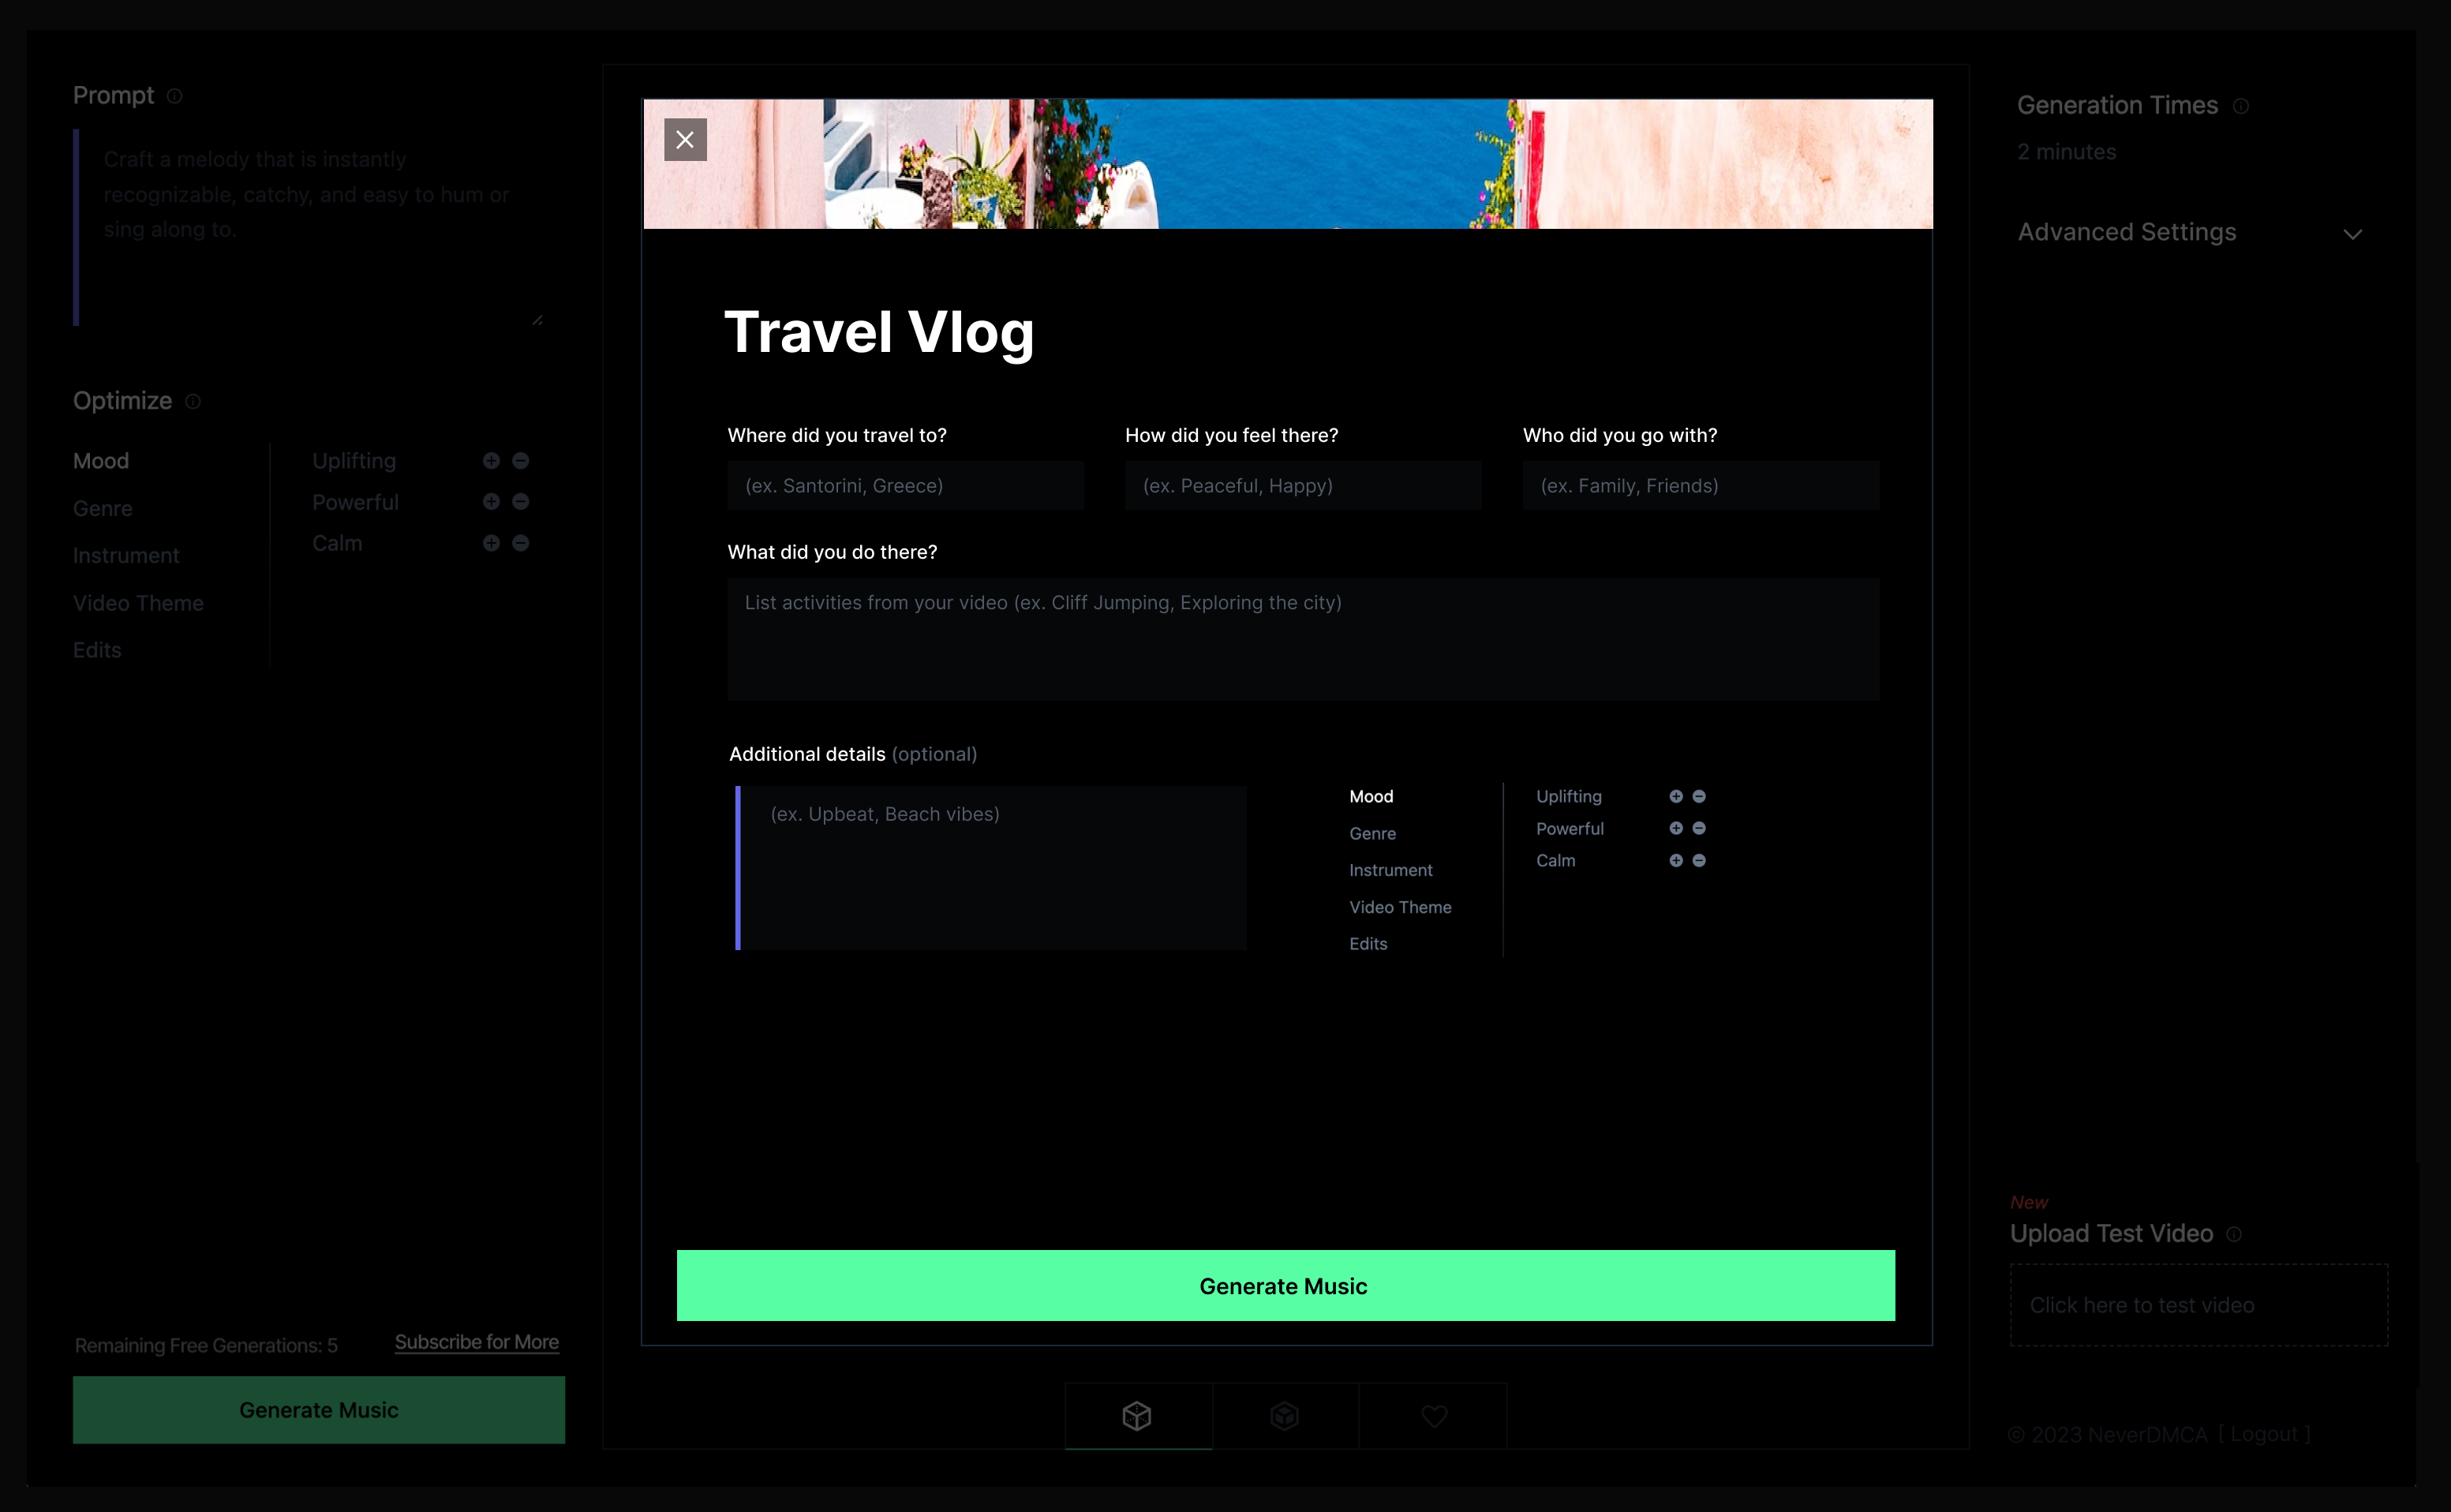 Prompt
Craft a melody that is instantly
recognizable, catchy, and easy to hum or
sing along to.
Optimize
Mood
Genre
Instrument
Video Theme
Edits
Uplifting
Powerful
Calm
Remaining Free Generations: 5
Subscribe for More
Generate Music
Travel Vlog
Where did you travel to?
(ex. Santorini, Greece)
How did you feel there?
(ex. Peaceful, Happy)
Who did you go with?
(ex. Family, Friends)
What did you do there?
List activities from your video (ex. Cliff Jumping, Exploring the city)
Additional details (optional)
(ex. Upbeat, Beach vibes)
Mood
Genre
Instrument
Video Theme
Edits
Uplifting
Powerful
Calm
Generate Music
Generation Times
2 minutes
Advanced Settings
New
Upload Test Video
Click here to test video
© 2023 NeverDMCA [ Logout ]